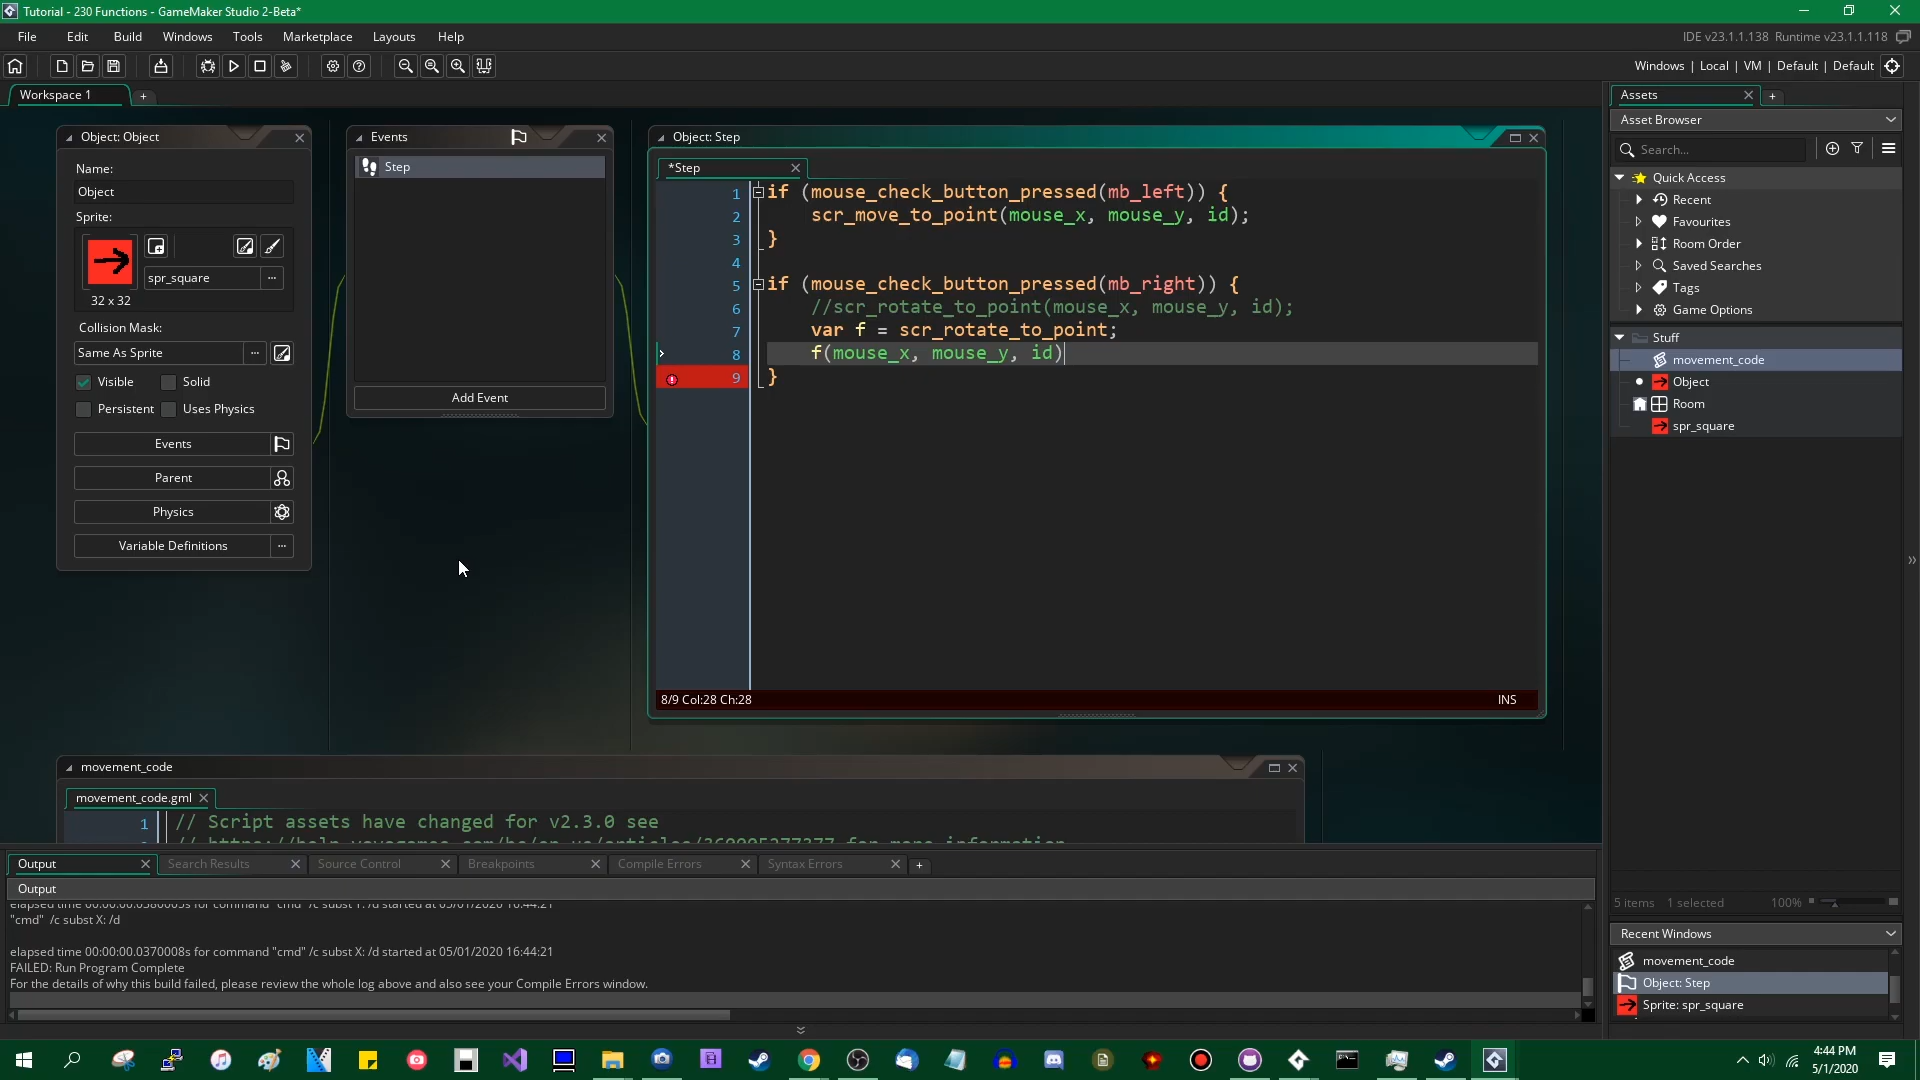 Tutorial - 230 Functions - GameMaker Studio 2-Beta*
File Edit Build Windows Tools Marketplace Layouts Help
IDE v23.1.1.138 Runtime v23.1.1.118
Windows | Local | VM | Default | Default
Workspace 1
Object: Object
Name:
Object
Sprite:
spr_square
32 x 32
Collision Mask:
Same As Sprite
Visible Solid
Persistent Uses Physics
Events
Parent
Physics
Variable Definitions
Events
Step
Add Event
Object: Step
*Step
1 if (mouse_check_button_pressed(mb_left)) {
2 scr_move_to_point(mouse_x, mouse_y, id);
3 }
4
5 if (mouse_check_button_pressed(mb_right)) {
6 //scr_rotate_to_point(mouse_x, mouse_y, id);
7 var f = scr_rotate_to_point;
8 f(mouse_x, mouse_y, id)
9 }
8/9 Col:28 Ch:28 INS
movement_code
movement_code.gml
1 // Script assets have changed for v2.3.0 see
Output Search Results Source Control Breakpoints Compile Errors Syntax Errors
Output
"cmd" /c subst X: /d
elapsed time 00:00:00.0370008s for command "cmd" /c subst X: /d started at 05/01/2020 16:44:21
FAILED: Run Program Complete
For the details of why this build failed, please review the whole log above and also see your Compile Errors window.
Assets
Asset Browser
Search...
Quick Access
Recent
Favourites
Room Order
Saved Searches
Tags
Game Options
Stuff
movement_code
Object
Room
spr_square
5 items 1 selected 100%
Recent Windows
movement_code
Object: Step
Sprite: spr_square
4:44 PM
5/1/2020